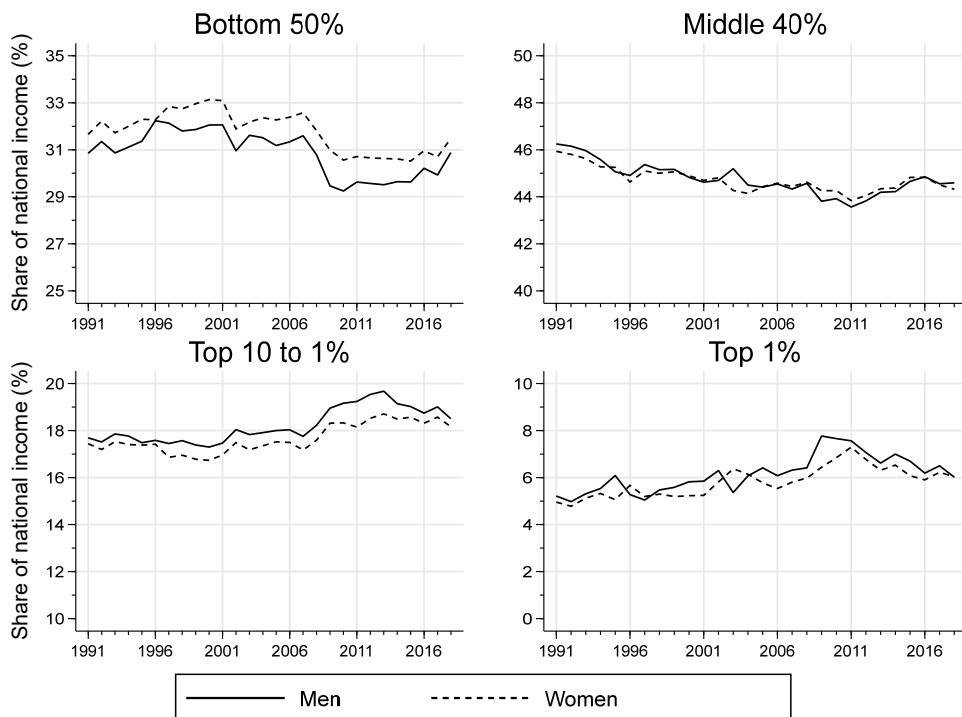 Bottom 50%
Share of national income (%)
35
33
31
29
27
25
1991 1996 2001 2006 2011 2016
Middle 40%
50
48
46
44
42
40
1991 1996 2001 2006 2011 2016
Top 10 to 1%
Share of national income (%)
20
18
16
14
12
10
1991 1996 2001 2006 2011 2016
Top 1%
10
8
6
4
2
0
1991 1996 2001 2006 2011 2016
Men Women